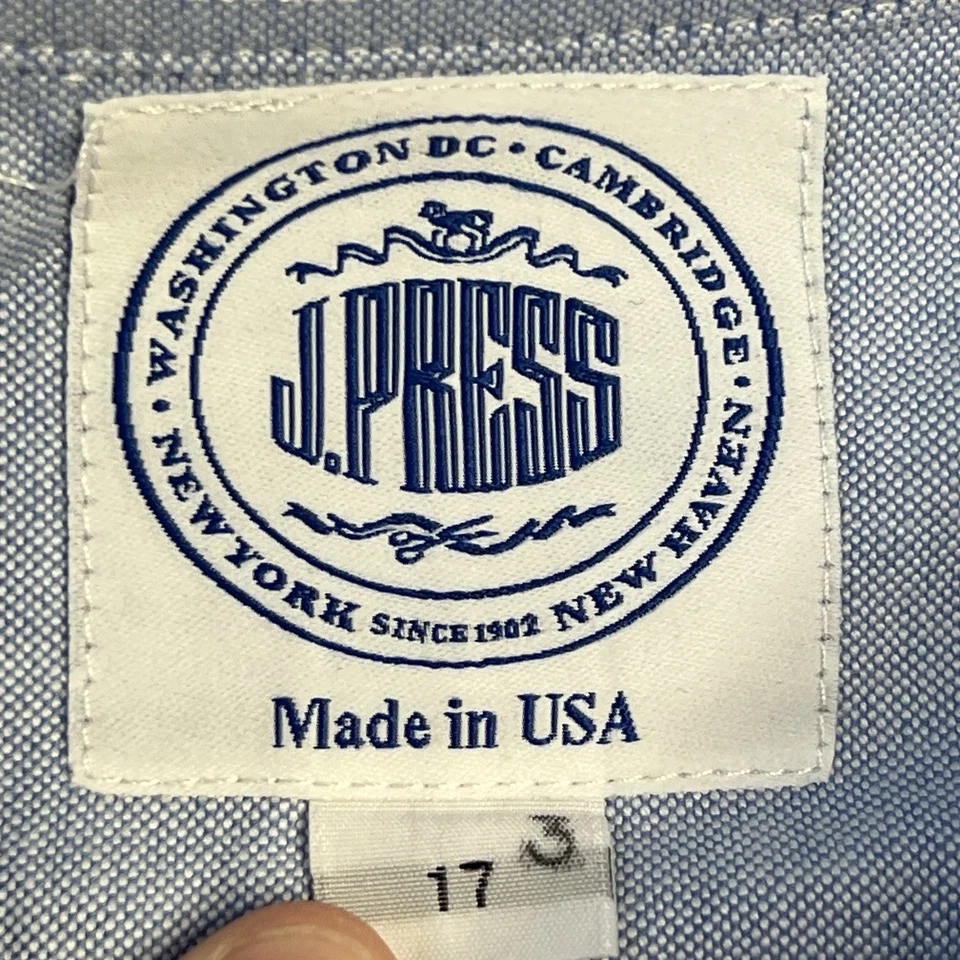 WASHINGTON DC • CAMBRIDGE •
J.PRESS
• NEW YORK SINCE 1902 NEW HAVEN
Made in USA
3
17